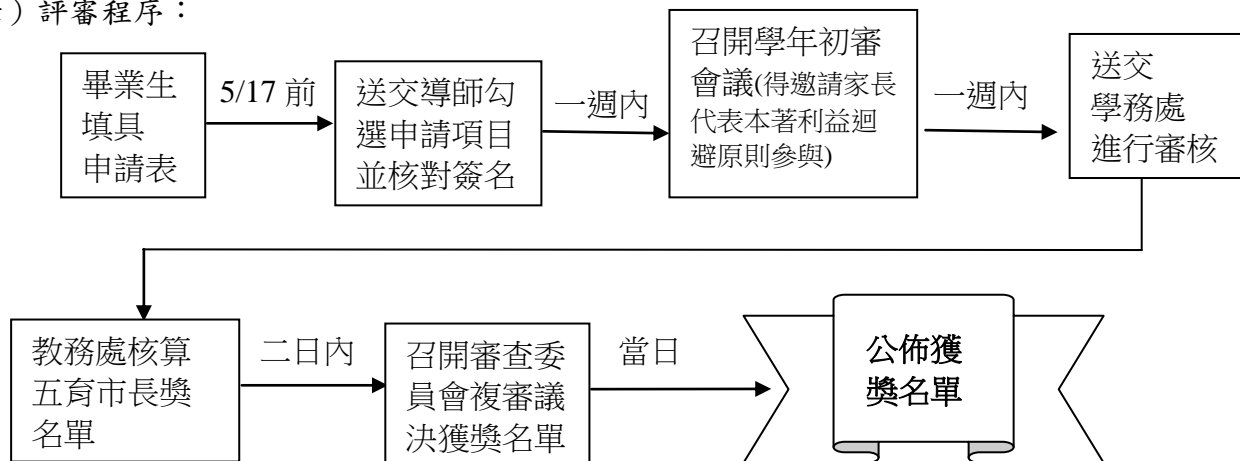 ）評審程序：
畢業生
填具
申請表
5/17 前
送交導師勾
選申請項目
並核對簽名
一週內
召開學年初審
會議(得邀請家長
代表本著利益迴
避原則參與)
一週內
送交
學務處
進行審核
教務處核算
五育市長獎
名單
二日內
召開審查委
員會複審議
決獲獎名單
當日
公佈獲
獎名單